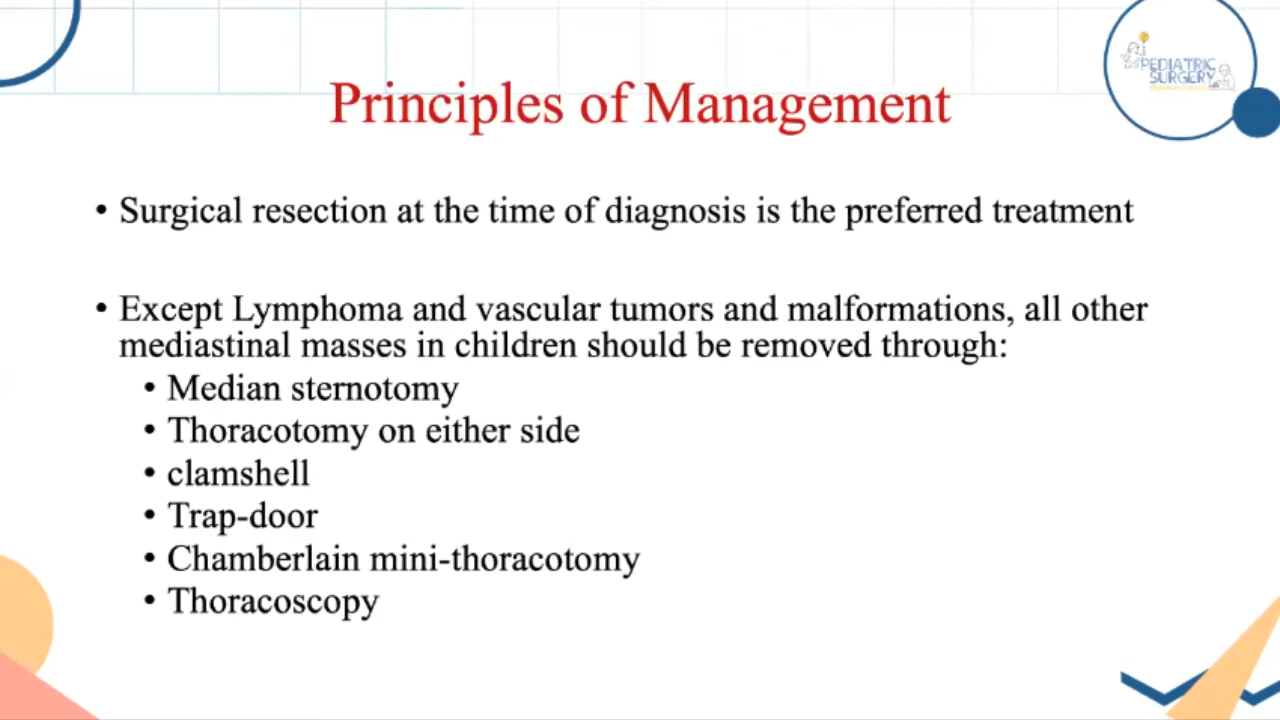 PEDIATRIC
SURGERY
Principles of Management
• Surgical resection at the time of diagnosis is the preferred treatment
• Except Lymphoma and vascular tumors and malformations, all other
mediastinal masses in children should be removed through:
• Median sternotomy
• Thoracotomy on either side
• clamshell
• Trap-door
• Chamberlain mini-thoracotomy
• Thoracoscopy